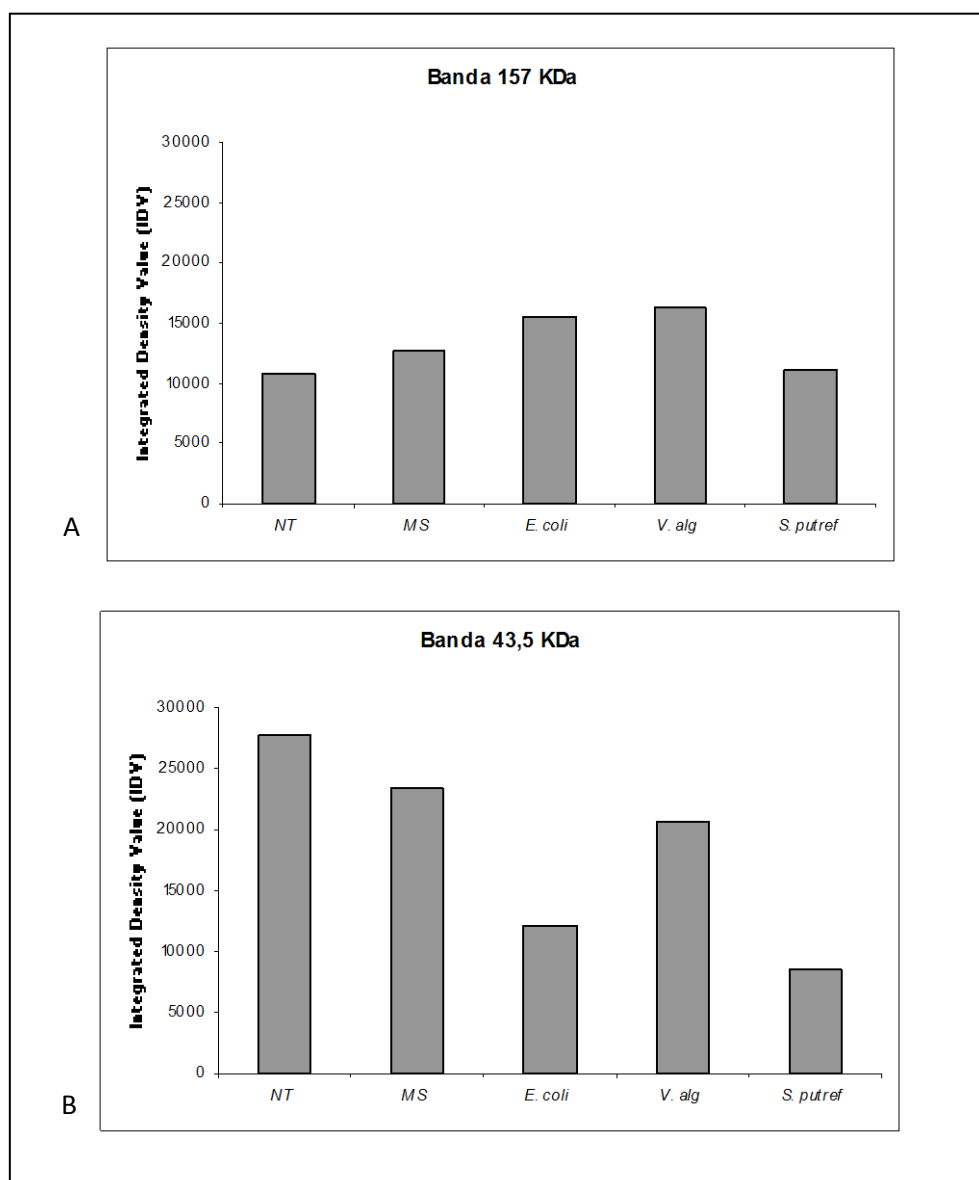 Banda 157 KDa
Integrated Density Value (IDV)
30000
25000
20000
15000
10000
5000
0
NT MS E. coli V. alg S. putref
A
Banda 43,5 KDa
Integrated Density Value (IDV)
30000
25000
20000
15000
10000
5000
0
NT MS E. coli V. alg S. putref
B